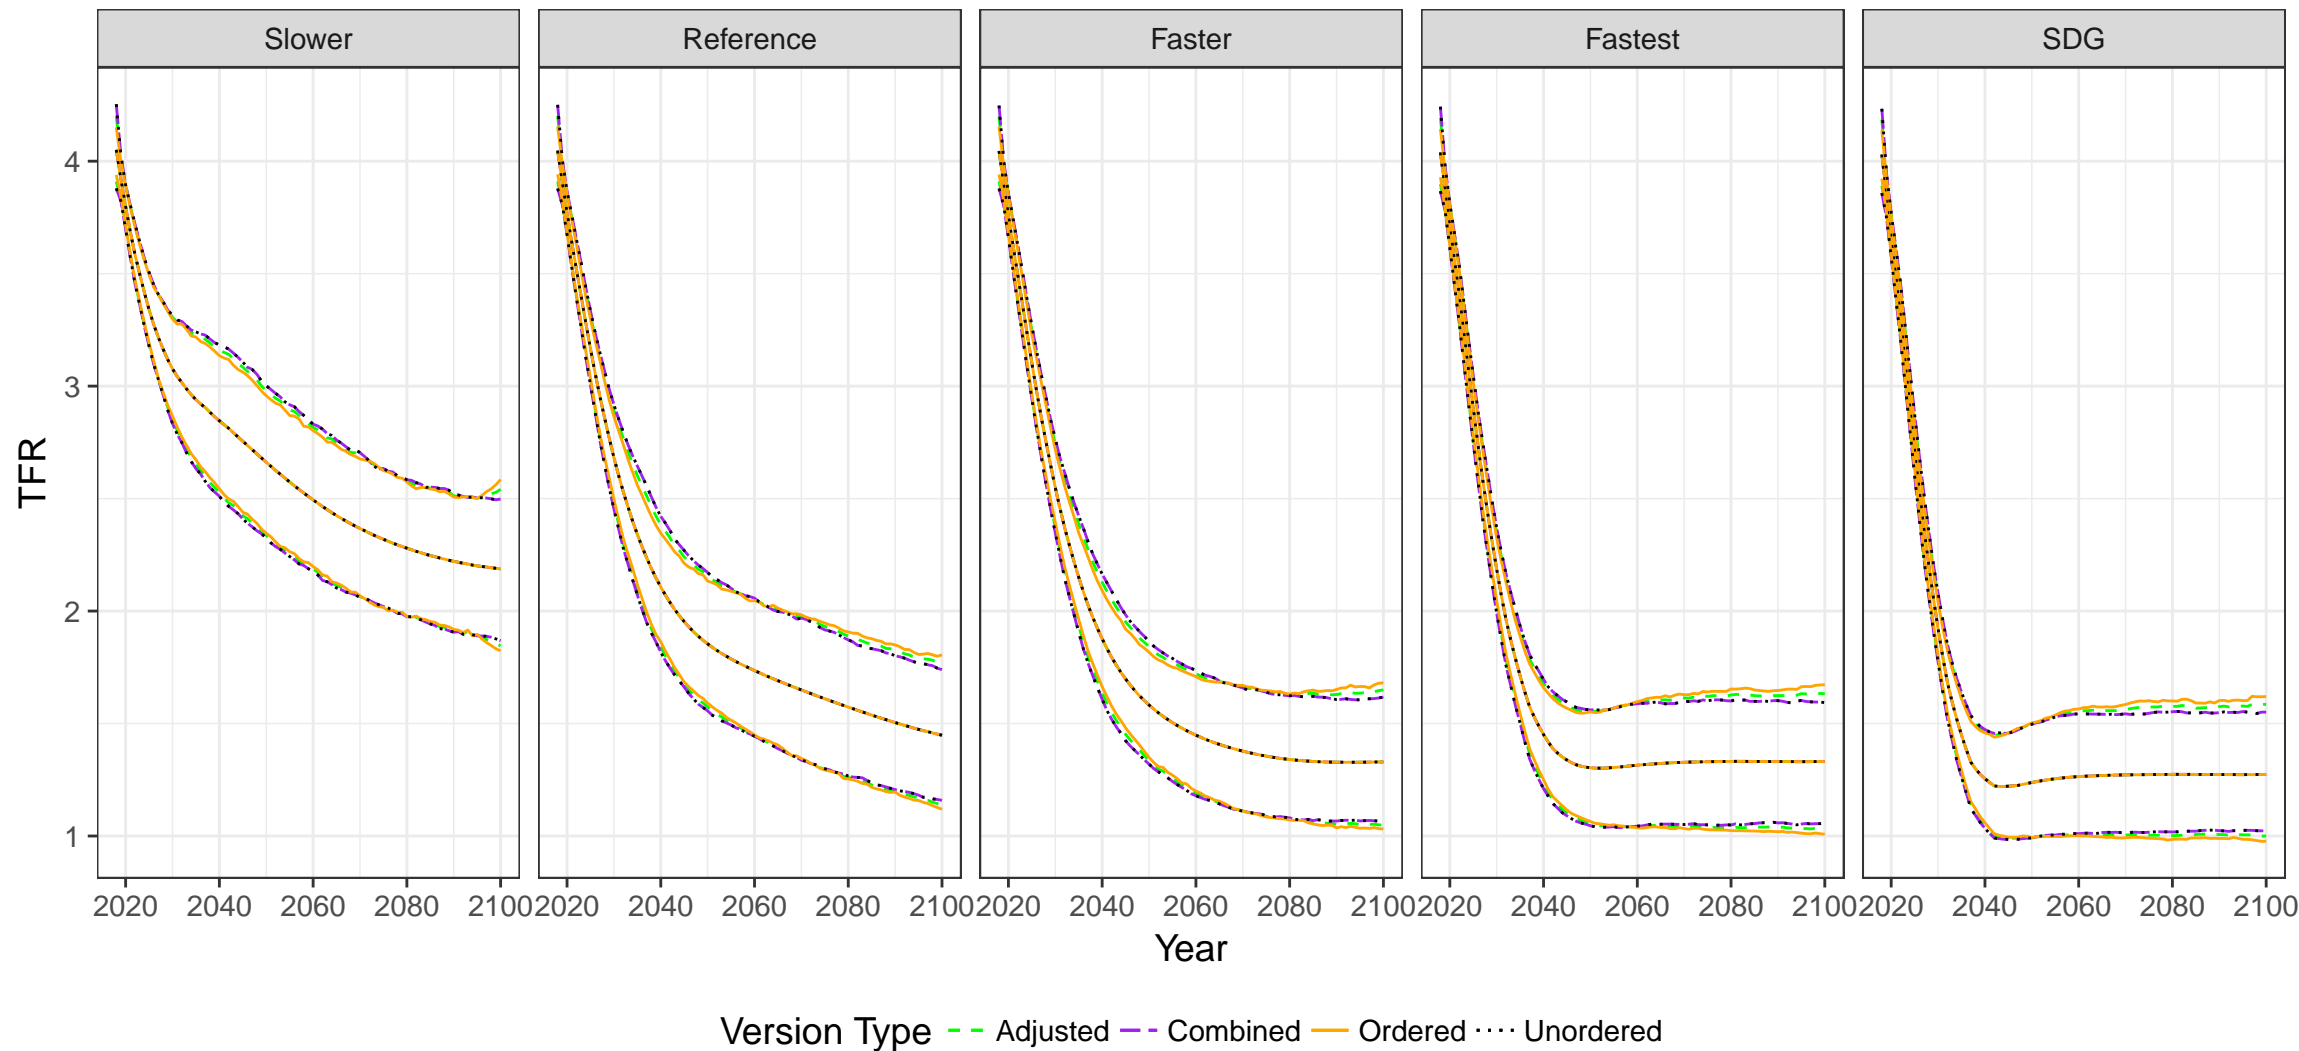 Slower Reference Faster Fastest SDG
4
3
2
1
TFR
2020 2040 2060 2080 2100 2020 2040 2060 2080 2100 2020 2040 2060 2080 2100 2020 2040 2060 2080 2100 2020 2040 2060 2080 2100
Year
Version Type Adjusted Combined Ordered Unordered